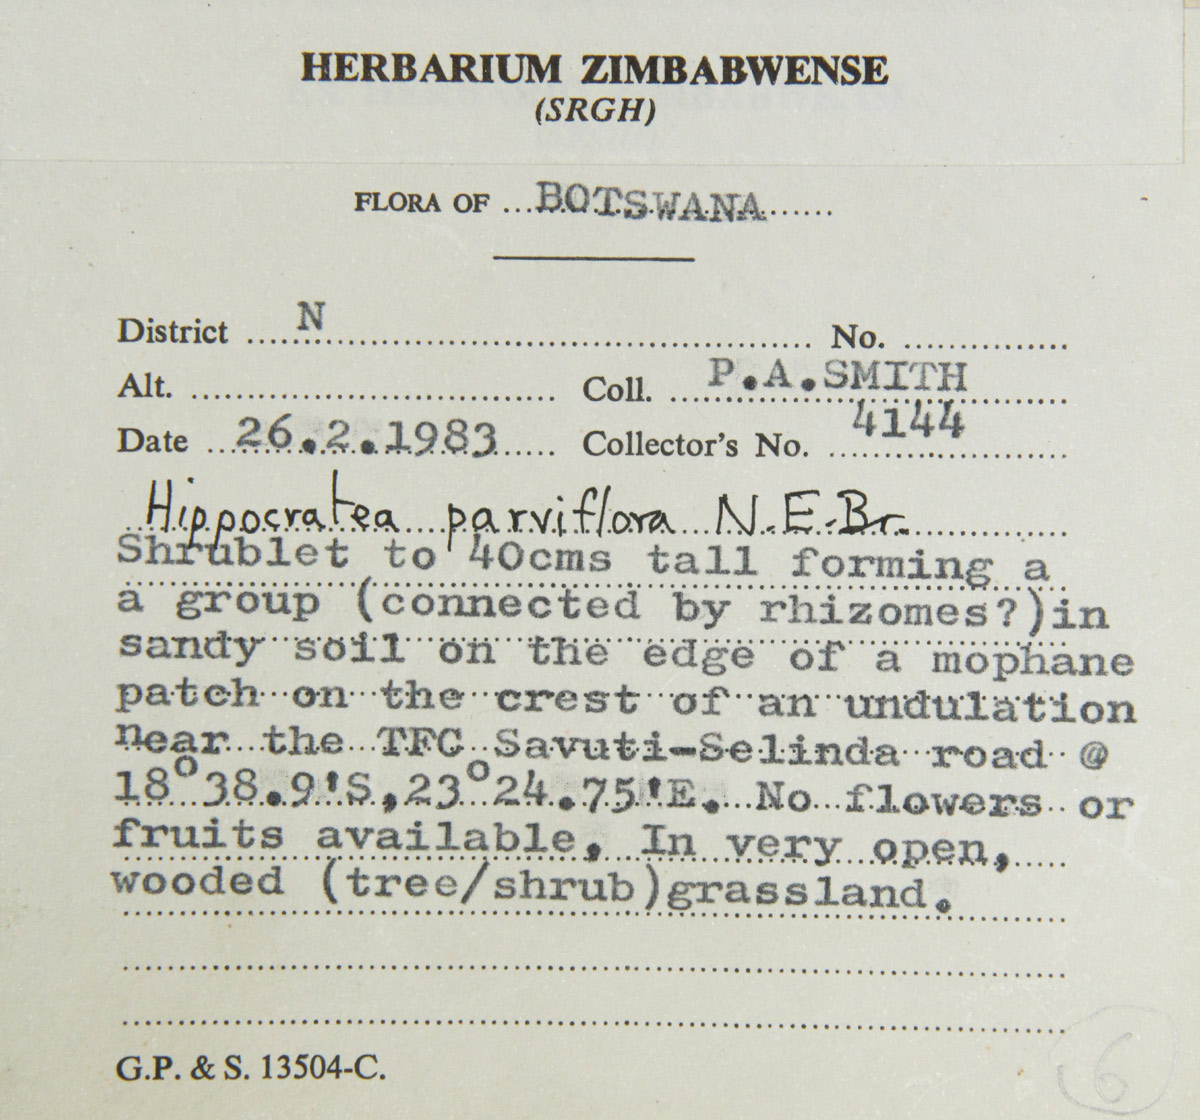 HERBARIUM ZIMBABWENSE
(SRGH)
FLORA OF BOTSWANA
District N No.
Alt. Coll. P.A.SMITH
Date 26.2.1983 Collector's No. 4144
Hippocratea parviflora N.E.Br.
Shrublet to 40cms tall forming a
a group (connected by rhizomes?)in
sandy soil on the edge of a mophane
patch on the crest of an undulation
near the TFC Savuti-Selinda road @
18°38.9'S,23°24.75'E. No flowers or
fruits available, In very open,
wooded (tree/shrub)grassland.
G.P. & S. 13504-C.
6